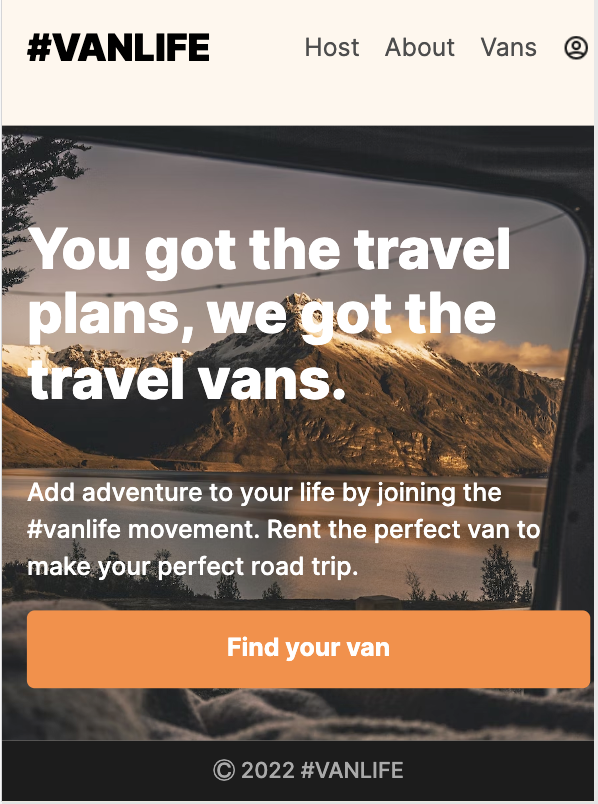 #VANLIFE
Host About Vans
You got the travel
plans, we got the
travel vans.
Add adventure to your life by joining the
#vanlife movement. Rent the perfect van to
make your perfect road trip.
Find your van
© 2022 #VANLIFE